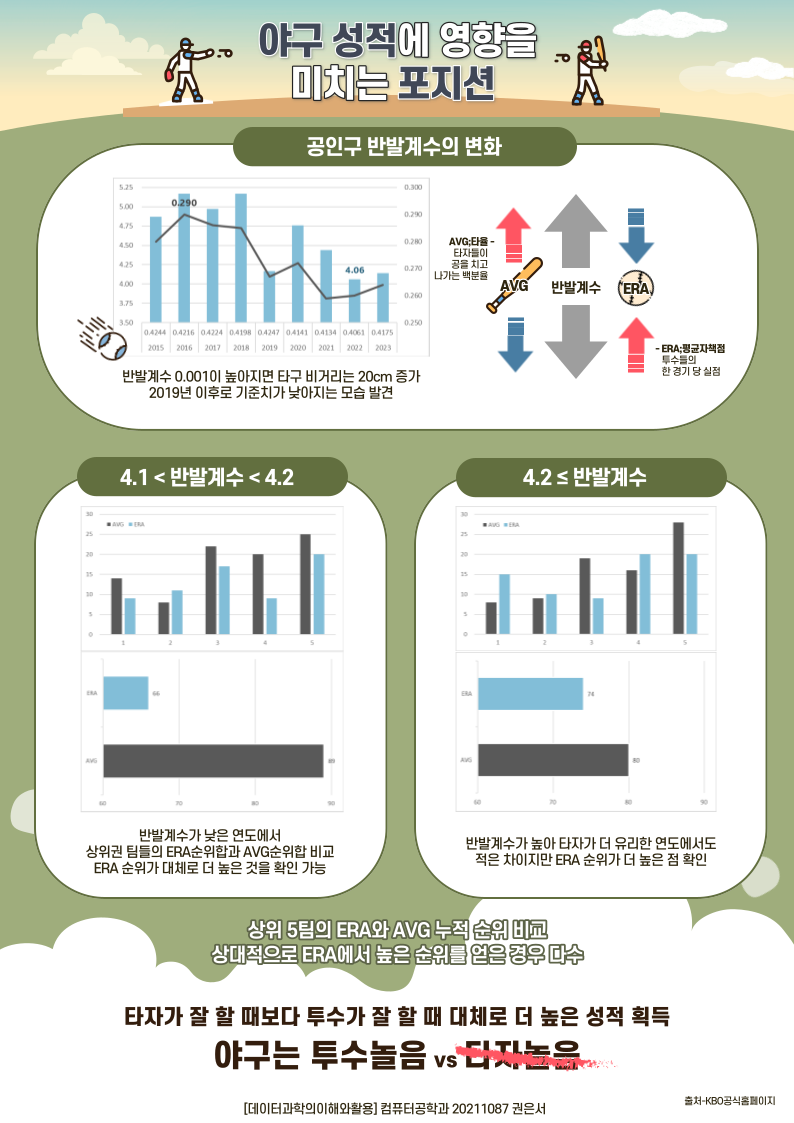 야구 성적에 영향을
미치는 포지션
공인구 반발계수의 변화
5.25
5.00
4.75
4.50
4.25
4.00
3.75
3.50
0.300
0.290
0.280
0.270
0.260
0.250
0.290
4.06
0.4244 0.4216 0.4224 0.4198 0.4247 0.4141 0.4134 0.4061 0.4175
2015 2016 2017 2018 2019 2020 2021 2022 2023
AVG;타율 -
타자들이
공을 치고
나가는 백분율
AVG
반발계수
ERA
- ERA;평균자책점
투수들의
한 경기 당 실점
반발계수 0.001이 높아지면 타구 비거리는 20cm 증가
2019년 이후로 기준치가 낮아지는 모습 발견
4.1 < 반발계수 < 4.2
30
25
20
15
10
5
0
AVG ERA
1 2 3 4 5
ERA 66
AVG 89
60 70 80 90
반발계수가 낮은 연도에서
상위권 팀들의 ERA순위합과 AVG순위합 비교
ERA 순위가 대체로 더 높은 것을 확인 가능
4.2 ≤ 반발계수
30
25
20
15
10
5
0
AVG ERA
1 2 3 4 5
ERA 74
AVG 80
60 70 80 90
반발계수가 높아 타자가 더 유리한 연도에서도
적은 차이지만 ERA 순위가 더 높은 점 확인
상위 5팀의 ERA와 AVG 누적 순위 비교
상대적으로 ERA에서 높은 순위를 얻은 경우 다수
타자가 잘 할 때보다 투수가 잘 할 때 대체로 더 높은 성적 획득
야구는 투수놀음 vs 타자놀음
[데이터과학의이해와활용] 컴퓨터공학과 20211087 권은서
출처-KBO공식홈페이지